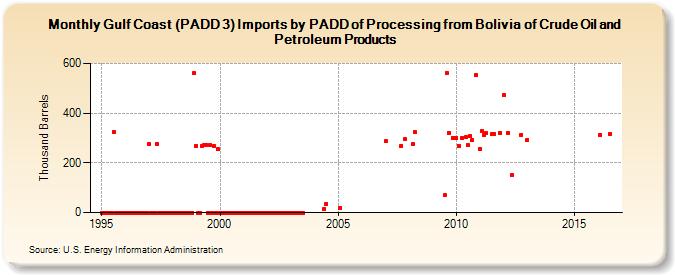 Monthly Gulf Coast (PADD 3) Imports by PADD of Processing from Bolivia of Crude Oil and
Petroleum Products
Thousand Barrels
600
400
200
0
1995
2000
2005
2010
2015
Source: U.S. Energy Information Administration